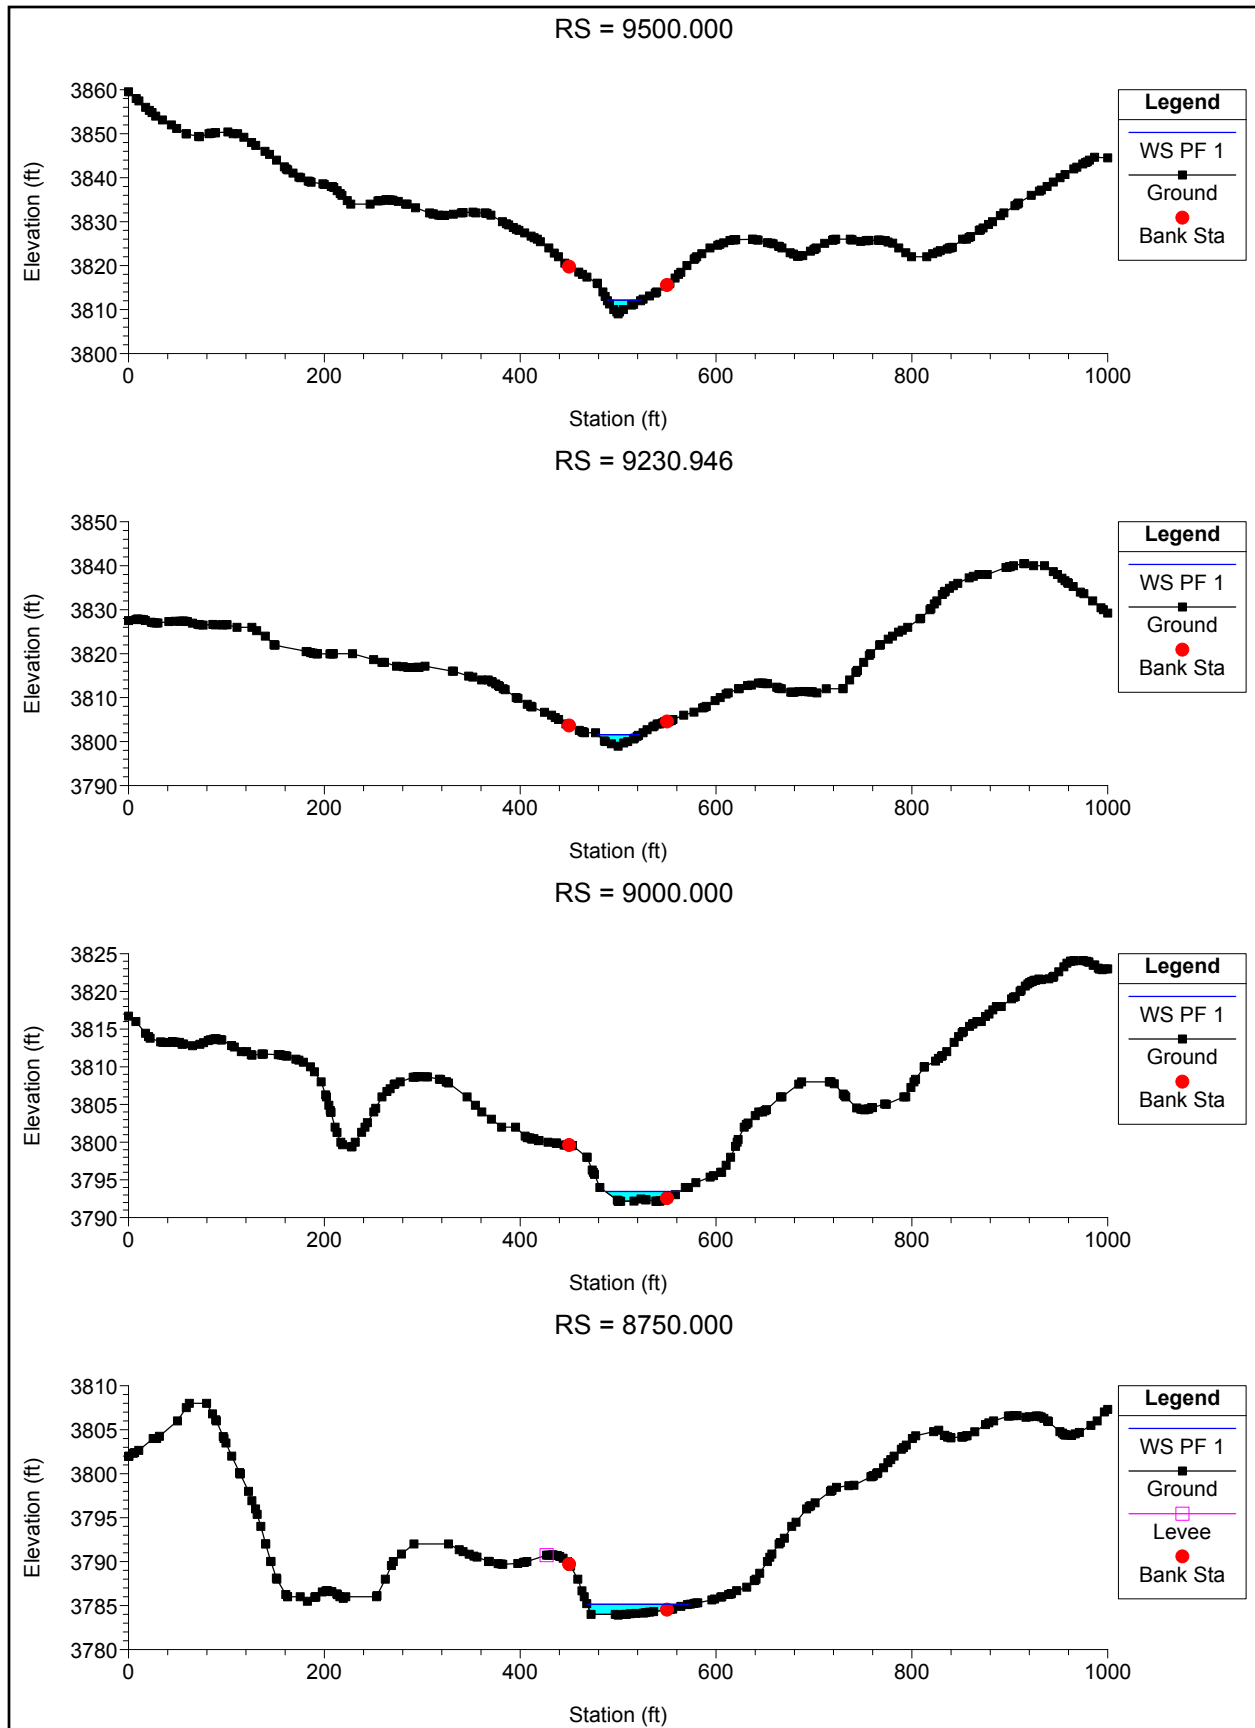 RS = 9500.000
3860
3850
3840
3830
3820
3810
3800
Elevation (ft)
0 200 400 600 800 1000
Station (ft)
Legend
WS PF 1
Ground
Bank Sta
RS = 9230.946
3850
3840
3830
3820
3810
3800
3790
Elevation (ft)
0 200 400 600 800 1000
Station (ft)
Legend
WS PF 1
Ground
Bank Sta
RS = 9000.000
3825
3820
3815
3810
3805
3800
3795
3790
Elevation (ft)
0 200 400 600 800 1000
Station (ft)
Legend
WS PF 1
Ground
Bank Sta
RS = 8750.000
3810
3805
3800
3795
3790
3785
3780
Elevation (ft)
0 200 400 600 800 1000
Station (ft)
Legend
WS PF 1
Ground
Levee
Bank Sta